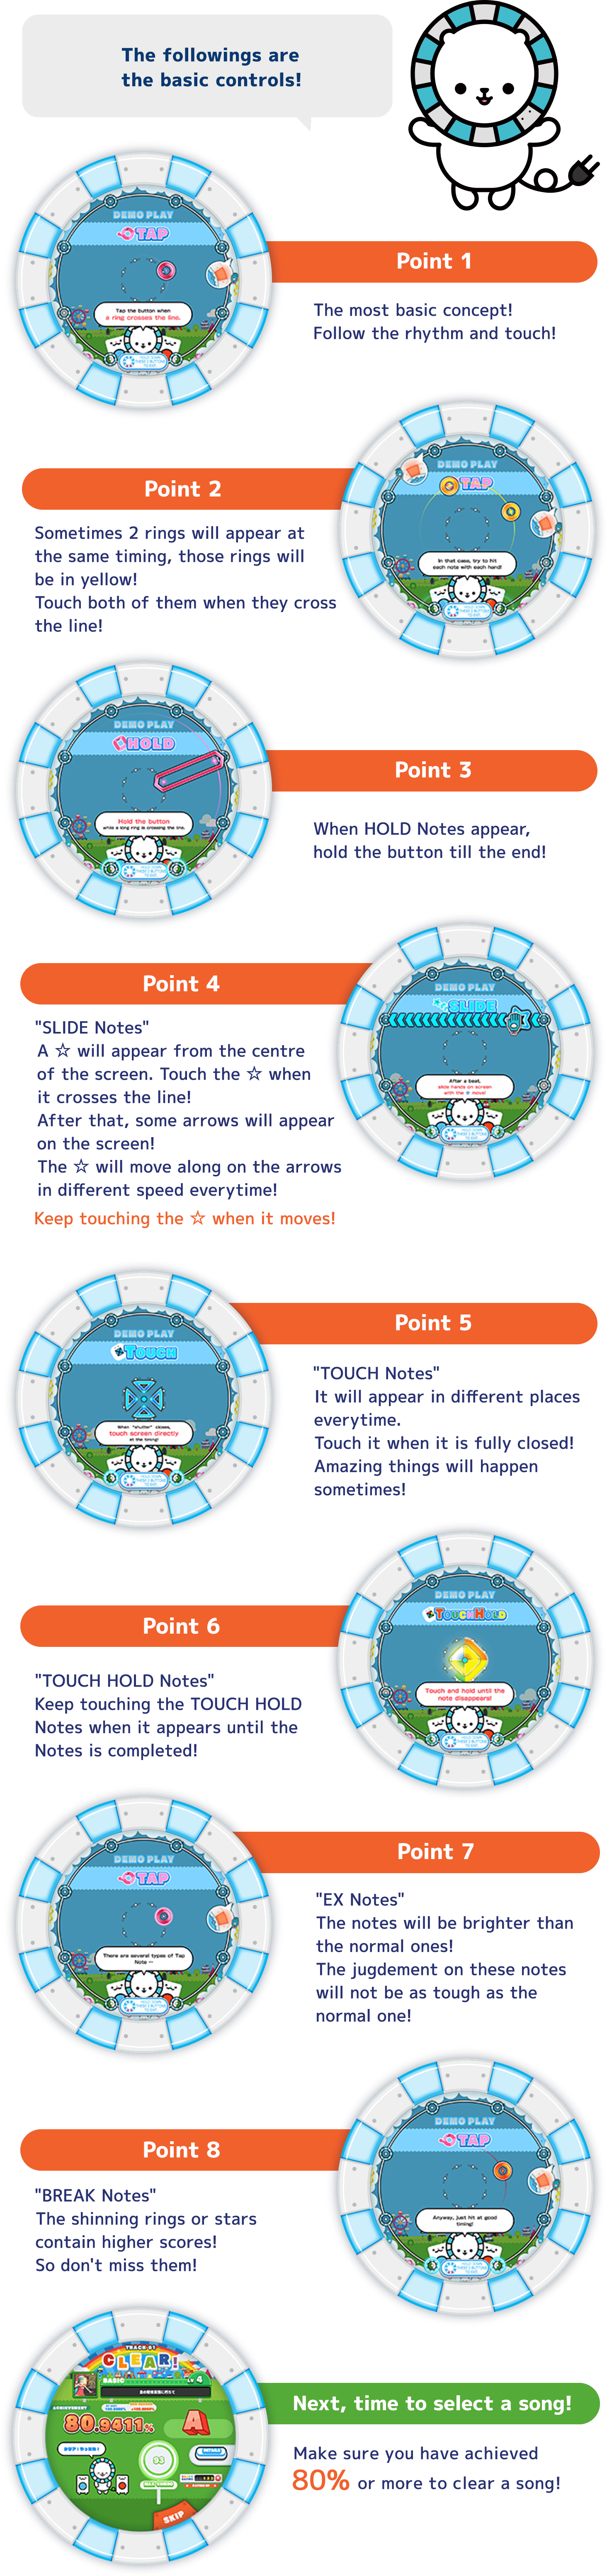 The followings are
the basic controls!
DEMO PLAY
TAP
Tap the button when
a ring crosses the line.
Point 1
The most basic concept!
Follow the rhythm and touch!
DEMO PLAY
TAP
In that case, try to hit
each note with each hand!
Point 2
Sometimes 2 rings will appear at
the same timing, those rings will
be in yellow!
Touch both of them when they cross
the line!
DEMO PLAY
HOLD
Hold the button
while a long ring is crossing the line.
Point 3
When HOLD Notes appear,
hold the button till the end!
DEMO PLAY
SLIDE
After a beat,
slide hands on screen
with the ☆ move!
Point 4
"SLIDE Notes"
A ☆ will appear from the centre
of the screen. Touch the ☆ when
it crosses the line!
After that, some arrows will appear
on the screen!
The ☆ will move along on the arrows
in different speed everytime!
Keep touching the ☆ when it moves!
DEMO PLAY
TOUCH
When "shutter" closes,
touch screen directly
at the timing!
Point 5
"TOUCH Notes"
It will appear in different places
everytime.
Touch it when it is fully closed!
Amazing things will happen
sometimes!
DEMO PLAY
TOUCH HOLD
Touch and hold until the
note disappears!
Point 6
"TOUCH HOLD Notes"
Keep touching the TOUCH HOLD
Notes when it appears until the
Notes is completed!
DEMO PLAY
TAP
There are several types of Tap
Note —
Point 7
"EX Notes"
The notes will be brighter than
the normal ones!
The jugdement on these notes
will not be as tough as the
normal one!
DEMO PLAY
TAP
Anyway, just hit at good
timing!
Point 8
"BREAK Notes"
The shinning rings or stars
contain higher scores!
So don't miss them!
TRACK 01
CLEAR!
BASIC
LV 4
ACHIEVEMENT
80.9411%
A
SKIP
Next, time to select a song!
Make sure you have achieved
80% or more to clear a song!